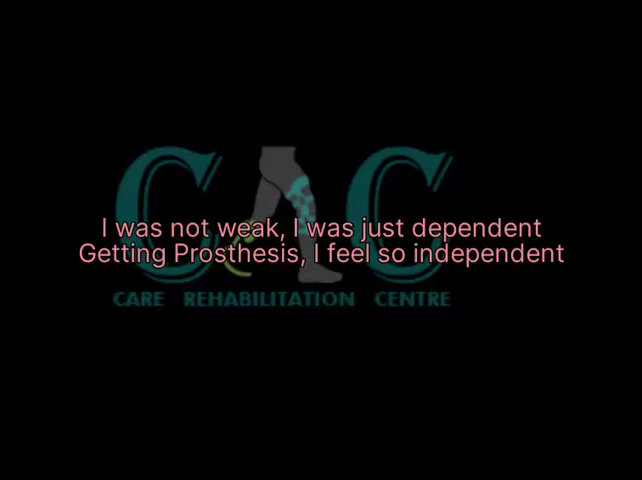 I was not weak, I was just dependent
Getting Prosthesis, I feel so independent
C C
CARE REHABILITATION CENTRE